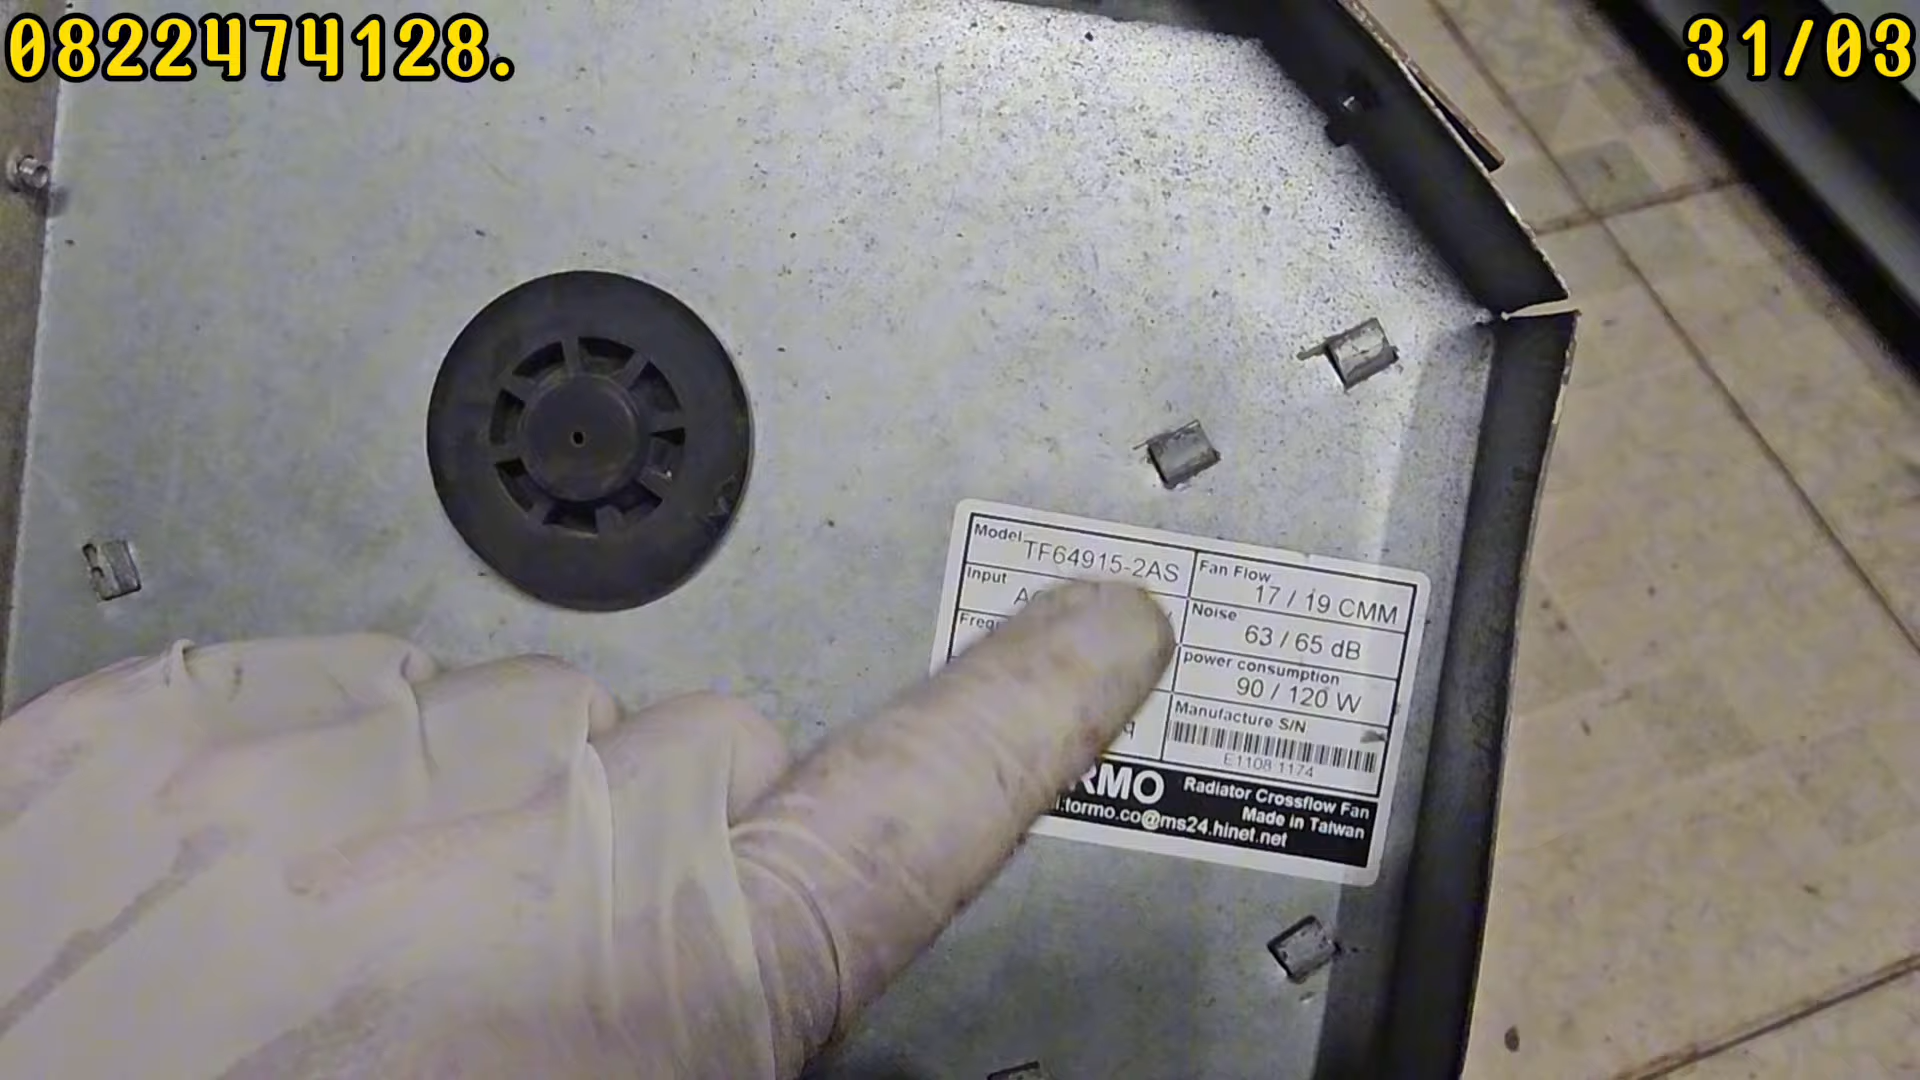 0822474128.
31/03
Model
TF64915-2AS
Fan Flow
17 / 19 CMM
Input
Noise
63 / 65 dB
power consumption
90 / 120 W
Manufacture S/N
E1108 1174
RMO
Radiator Crossflow Fan
Made in Taiwan
l:tormo.co@ms24.hinet.net